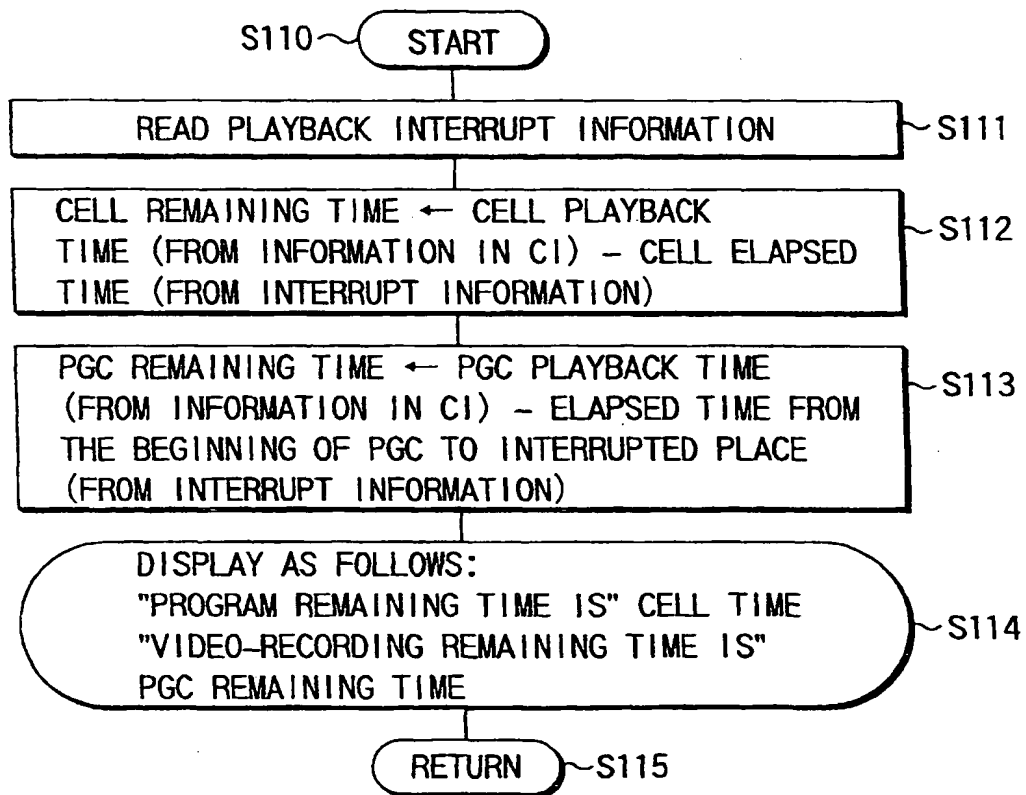 S110 START
READ PLAYBACK INTERRUPT INFORMATION S111
CELL REMAINING TIME ← CELL PLAYBACK
TIME (FROM INFORMATION IN CI) – CELL ELAPSED
TIME (FROM INTERRUPT INFORMATION)
S112
PGC REMAINING TIME ← PGC PLAYBACK TIME
(FROM INFORMATION IN CI) – ELAPSED TIME FROM
THE BEGINNING OF PGC TO INTERRUPTED PLACE
(FROM INTERRUPT INFORMATION)
S113
DISPLAY AS FOLLOWS:
"PROGRAM REMAINING TIME IS" CELL TIME
"VIDEO-RECORDING REMAINING TIME IS"
PGC REMAINING TIME
S114
RETURN S115